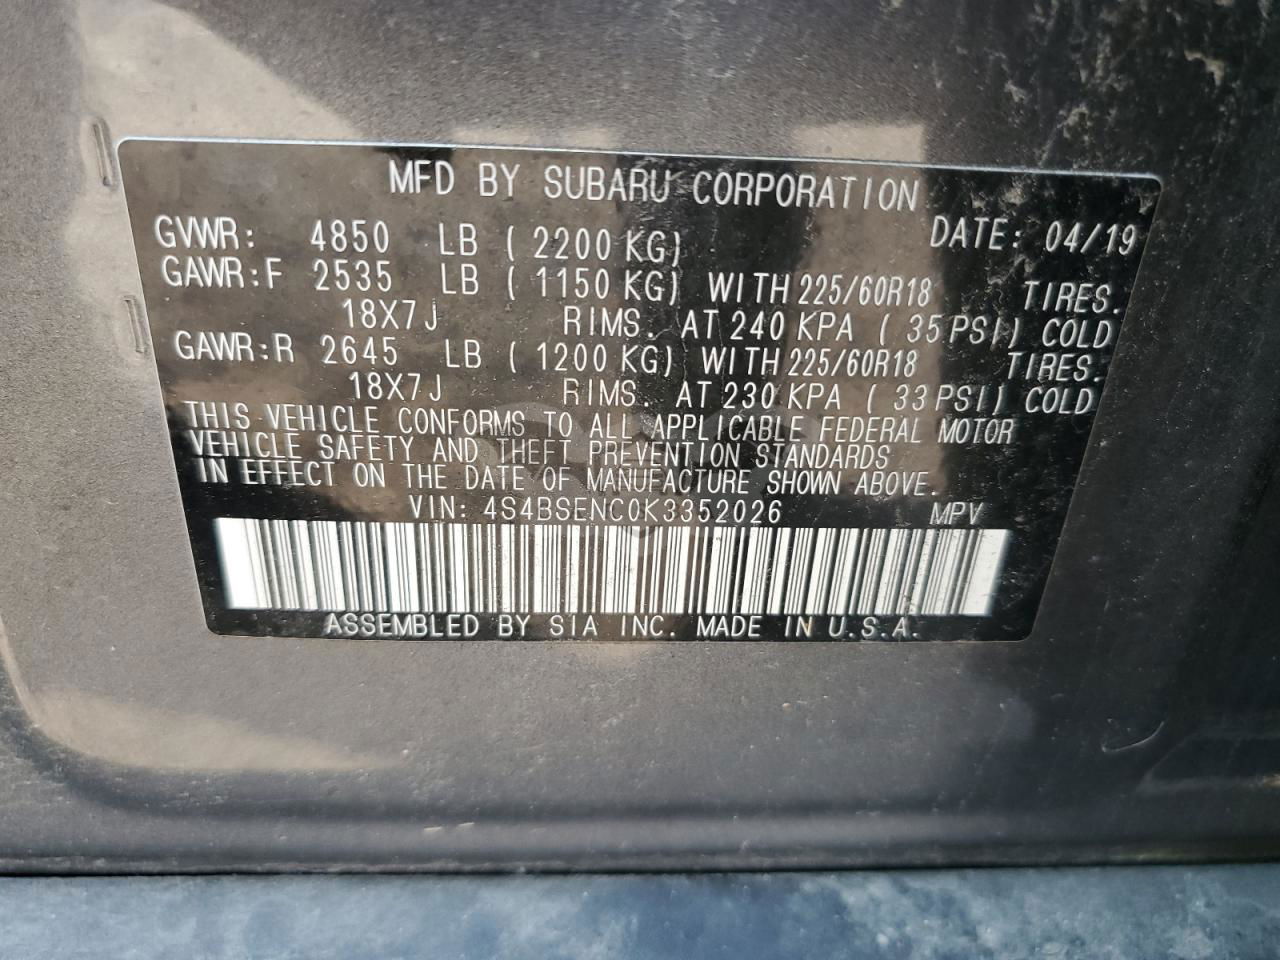 MFD BY SUBARU CORPORATION
GVWR: 4850 LB ( 2200 KG) DATE: 04/19
GAWR:F 2535 LB ( 1150 KG) WITH 225/60R18 TIRES.
18X7J RIMS. AT 240 KPA ( 35 PSI) COLD
GAWR:R 2645 LB ( 1200 KG) WITH 225/60R18 TIRES.
18X7J RIMS. AT 230 KPA ( 33 PSI) COLD
THIS VEHICLE CONFORMS TO ALL APPLICABLE FEDERAL MOTOR
VEHICLE SAFETY AND THEFT PREVENTION STANDARDS
IN EFFECT ON THE DATE OF MANUFACTURE SHOWN ABOVE.
VIN: 4S4BSENC0K3352026 MPV
ASSEMBLED BY SIA INC. MADE IN U.S.A.